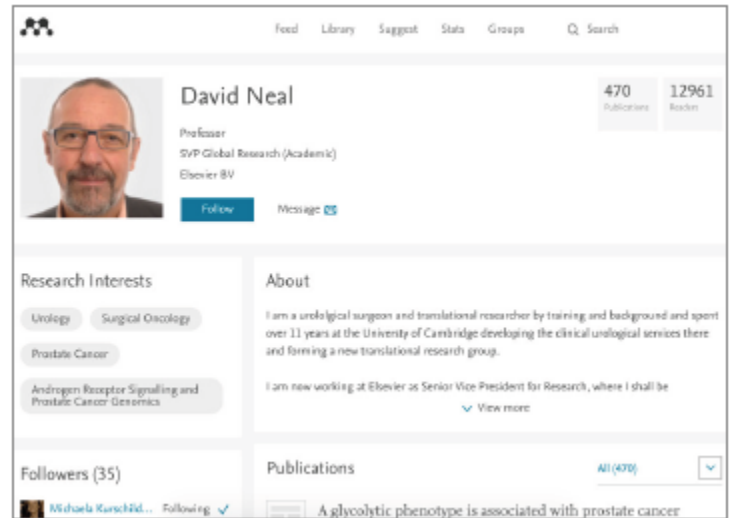 Feed Library Suggest Stats Groups Search
David Neal
470
Publications
12961
Readers
Professor
SVP Global Research (Academic)
Elsevier BV
Follow Message
Research Interests
Urology Surgical Oncology
Prostate Cancer
Androgen Receptor Signalling and
Prostate Cancer Genomics
About
I am a urololgical surgeon and translational researcher by training and background and spent
over 11 years at the University of Cambridge developing the clinical urological services there
and forming a new translational research group.
I am now working at Elsevier as Senior Vice President for Research, where I shall be
View more
Followers (35)
Michaela Kurschild... Following
Publications
All (470)
A glycolytic phenotype is associated with prostate cancer